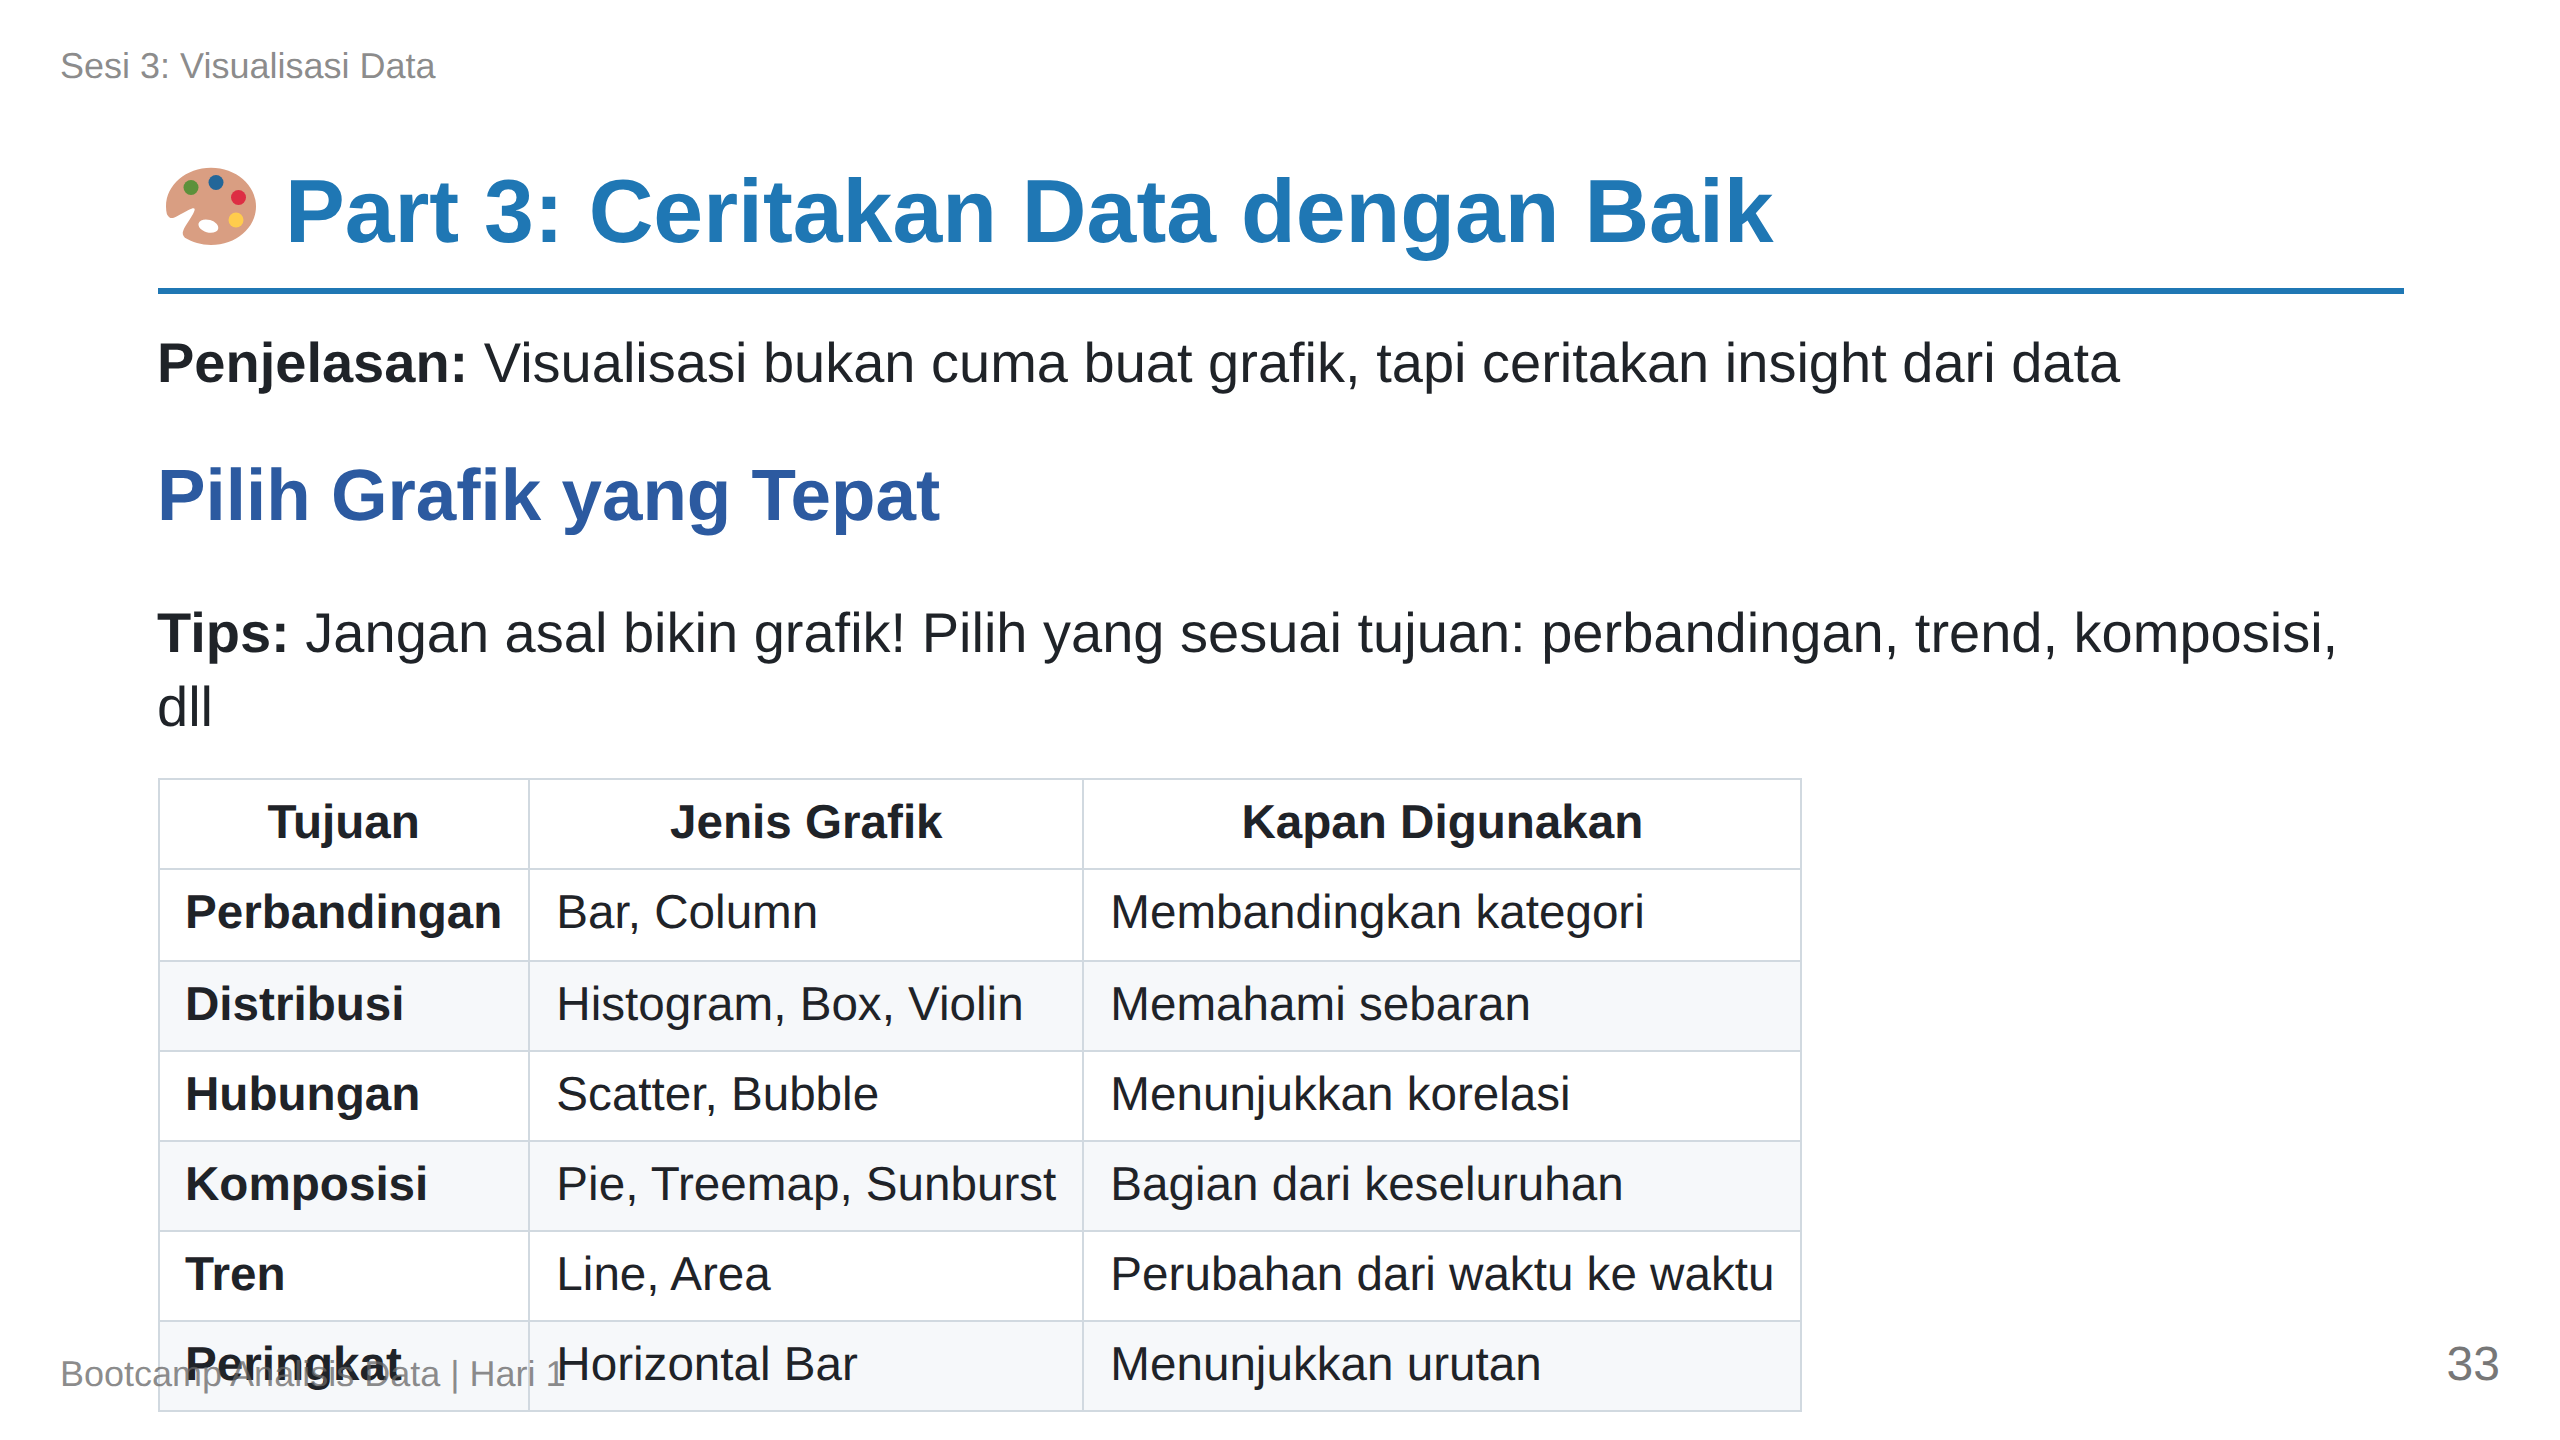 Sesi 3: Visualisasi Data
Part 3: Ceritakan Data dengan Baik
Penjelasan: Visualisasi bukan cuma buat grafik, tapi ceritakan insight dari data
Pilih Grafik yang Tepat
Tips: Jangan asal bikin grafik! Pilih yang sesuai tujuan: perbandingan, trend, komposisi,
dll
Tujuan Jenis Grafik Kapan Digunakan
Perbandingan Bar, Column Membandingkan kategori
Distribusi Histogram, Box, Violin Memahami sebaran
Hubungan Scatter, Bubble Menunjukkan korelasi
Komposisi Pie, Treemap, Sunburst Bagian dari keseluruhan
Tren Line, Area Perubahan dari waktu ke waktu
Peringkat Horizontal Bar Menunjukkan urutan
Bootcamp Analisis Data | Hari 1
33